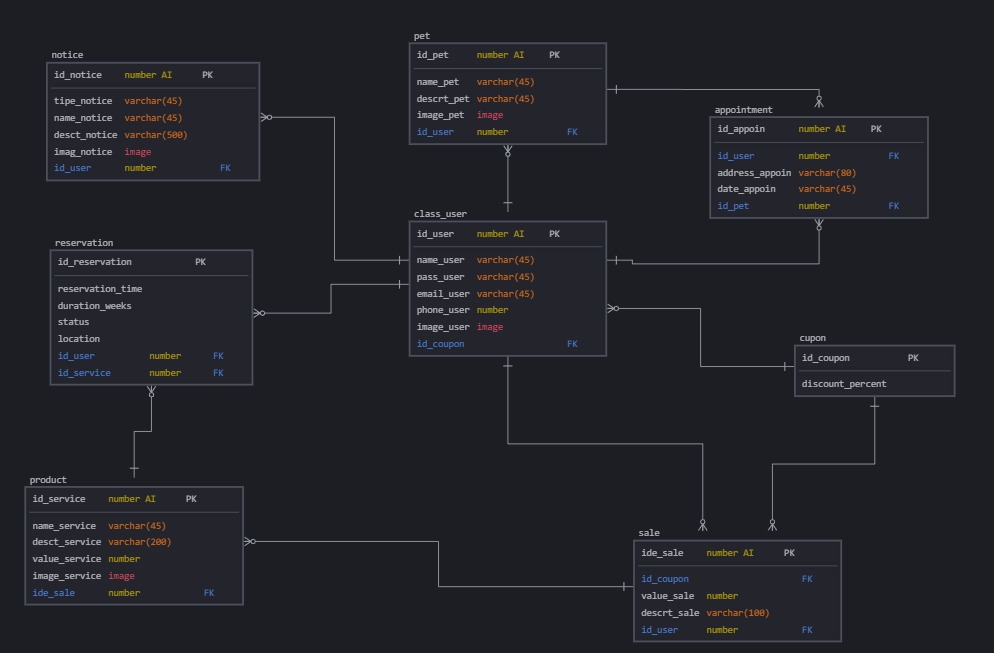 notice
id_notice number AI PK
tipe_notice varchar(45)
name_notice varchar(45)
desct_notice varchar(500)
imag_notice image
id_user number FK
pet
id_pet number AI PK
name_pet varchar(45)
descrt_pet varchar(45)
image_pet image
id_user number FK
appointment
id_appoin number AI PK
id_user number FK
address_appoin varchar(80)
date_appoin varchar(45)
id_pet number FK
class_user
id_user number AI PK
name_user varchar(45)
pass_user varchar(45)
email_user varchar(45)
phone_user number
image_user image
id_coupon FK
reservation
id_reservation PK
reservation_time
duration_weeks
status
location
id_user number FK
id_service number FK
cupon
id_coupon PK
discount_percent
product
id_service number AI PK
name_service varchar(45)
desct_service varchar(200)
value_service number
image_service image
ide_sale number FK
sale
ide_sale number AI PK
id_coupon FK
value_sale number
descrt_sale varchar(100)
id_user number FK